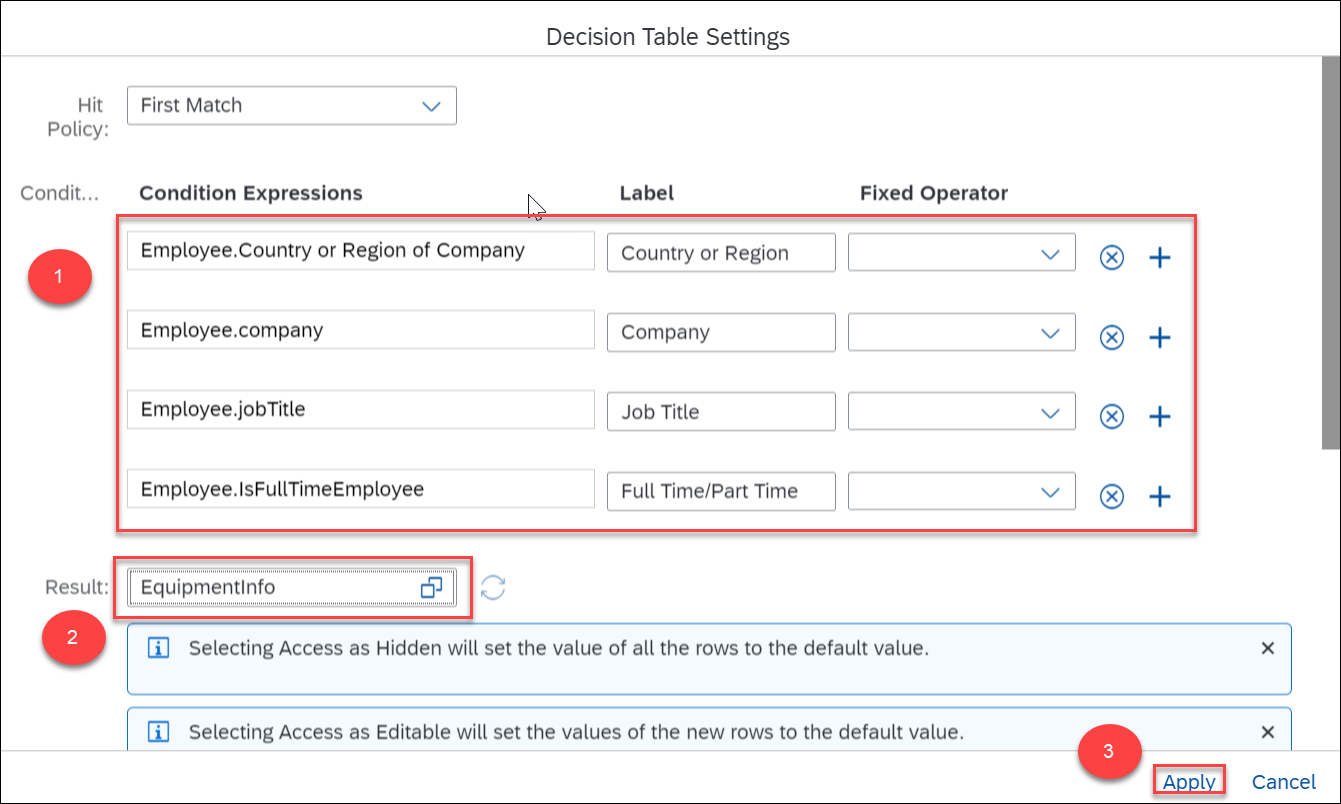 Decision Table Settings
Hit
Policy:
First Match
Condit...
Condition Expressions
Label
Fixed Operator
1
Employee.Country or Region of Company
Country or Region
Employee.company
Company
Employee.jobTitle
Job Title
Employee.IsFullTimeEmployee
Full Time/Part Time
Result:
EquipmentInfo
2
Selecting Access as Hidden will set the value of all the rows to the default value.
Selecting Access as Editable will set the values of the new rows to the default value.
3
Apply
Cancel